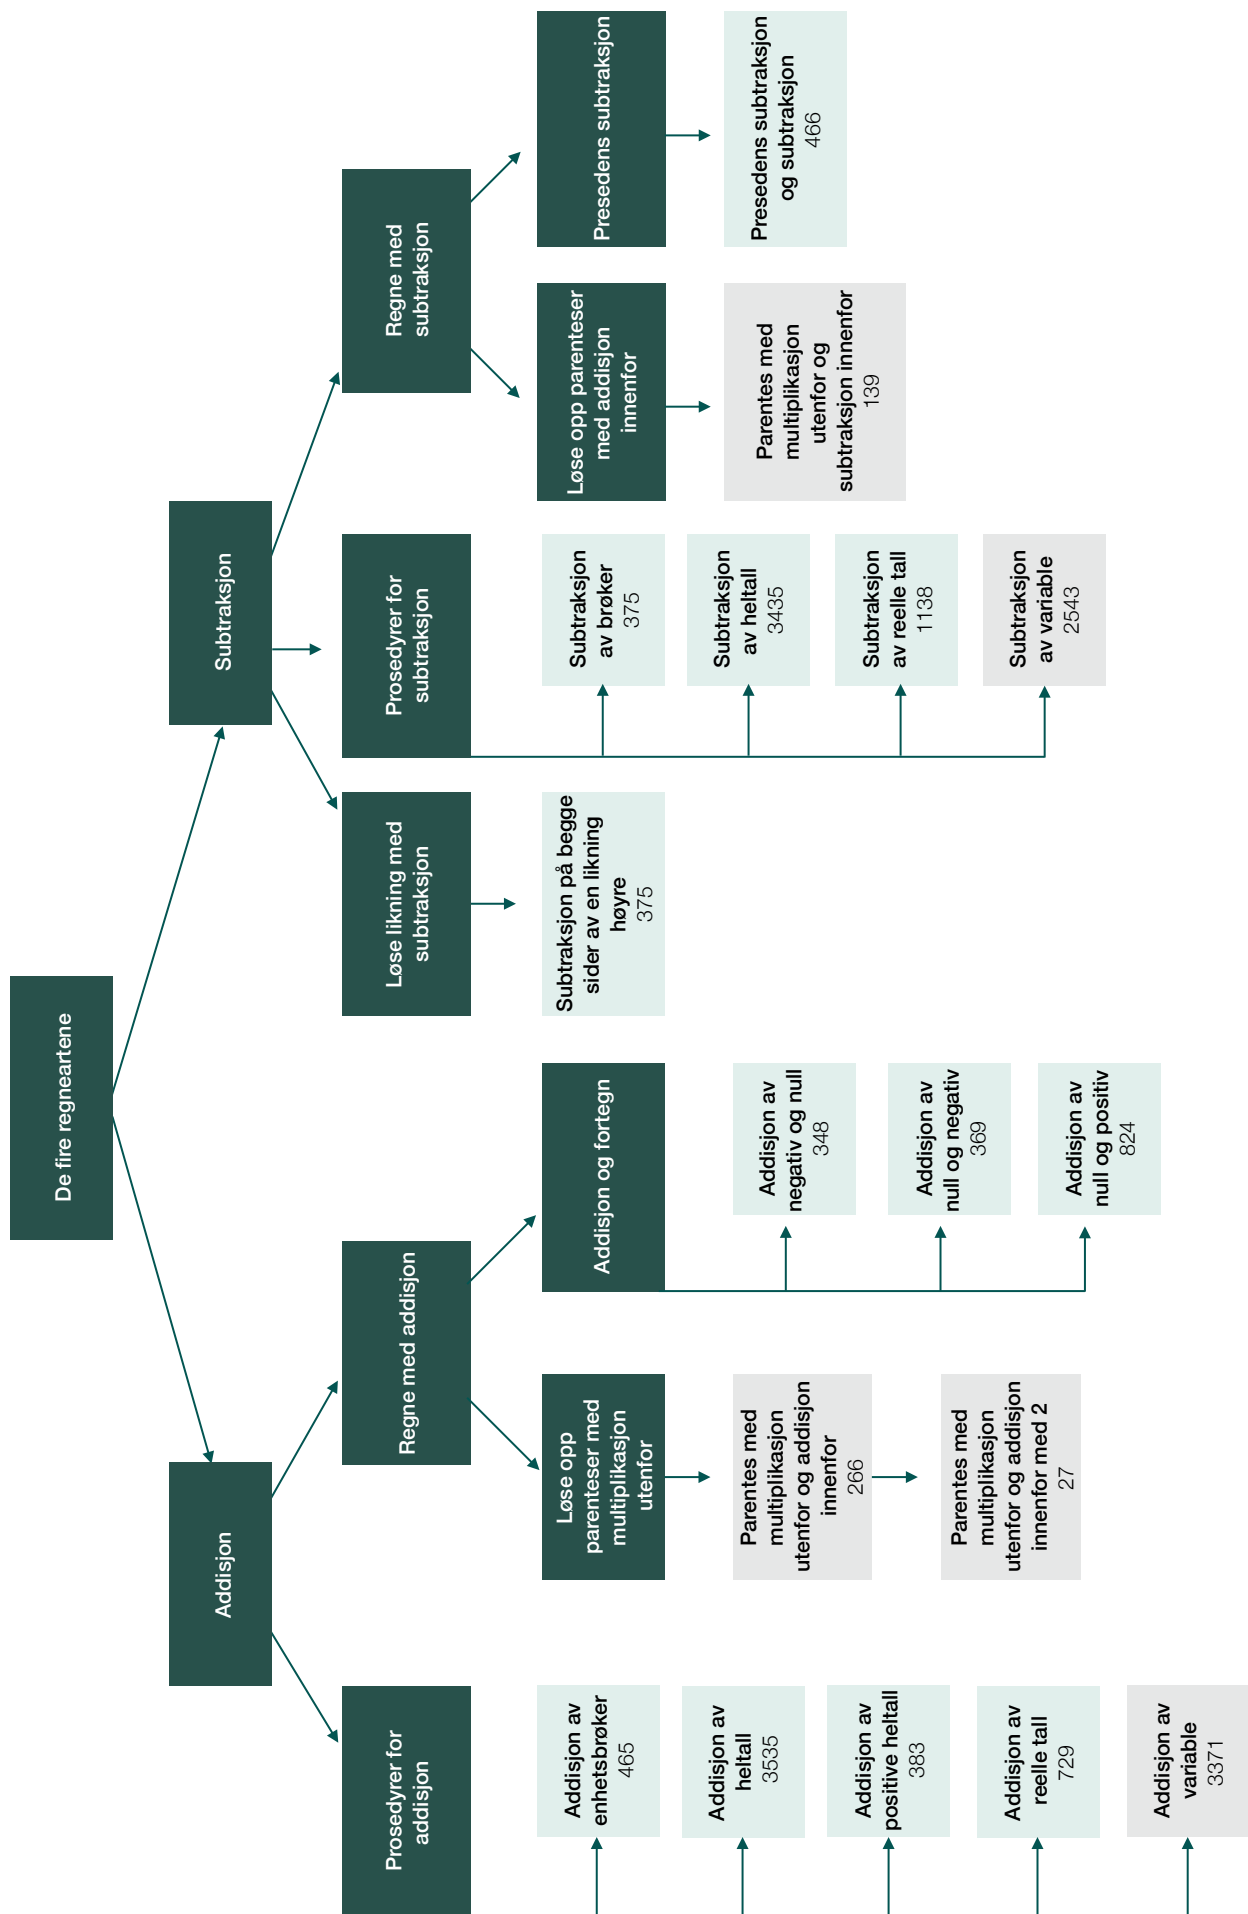 De fire regneartene
Addisjon
Subtraksjon
Prosedyrer for
addisjon
Regne med addisjon
Løse likning med
subtraksjon
Prosedyrer for
subtraksjon
Regne med
subtraksjon
Addisjon av
enhetsbrøker
465
Addisjon av
heltall
3535
Addisjon av
positive heltall
383
Addisjon av
reelle tall
729
Addisjon av
variable
3371
Løse opp
parenteser med
multiplikasjon
utenfor
Parentes med
multiplikasjon
utenfor og addisjon
innenfor
266
Parentes med
multiplikasjon
utenfor og addisjon
innenfor med 2
27
Addisjon og fortegn
Addisjon av
negativ og null
348
Addisjon av
null og negativ
369
Addisjon av
null og positiv
824
Subtraksjon på begge
sider av en likning
høyre
375
Subtraksjon
av brøker
375
Subtraksjon
av heltall
3435
Subtraksjon
av reelle tall
1138
Subtraksjon
av variable
2543
Løse opp parenteser
med addisjon
innenfor
Parentes med
multiplikasjon
utenfor og
subtraksjon innenfor
139
Presedens subtraksjon
Presedens subtraksjon
og subtraksjon
466